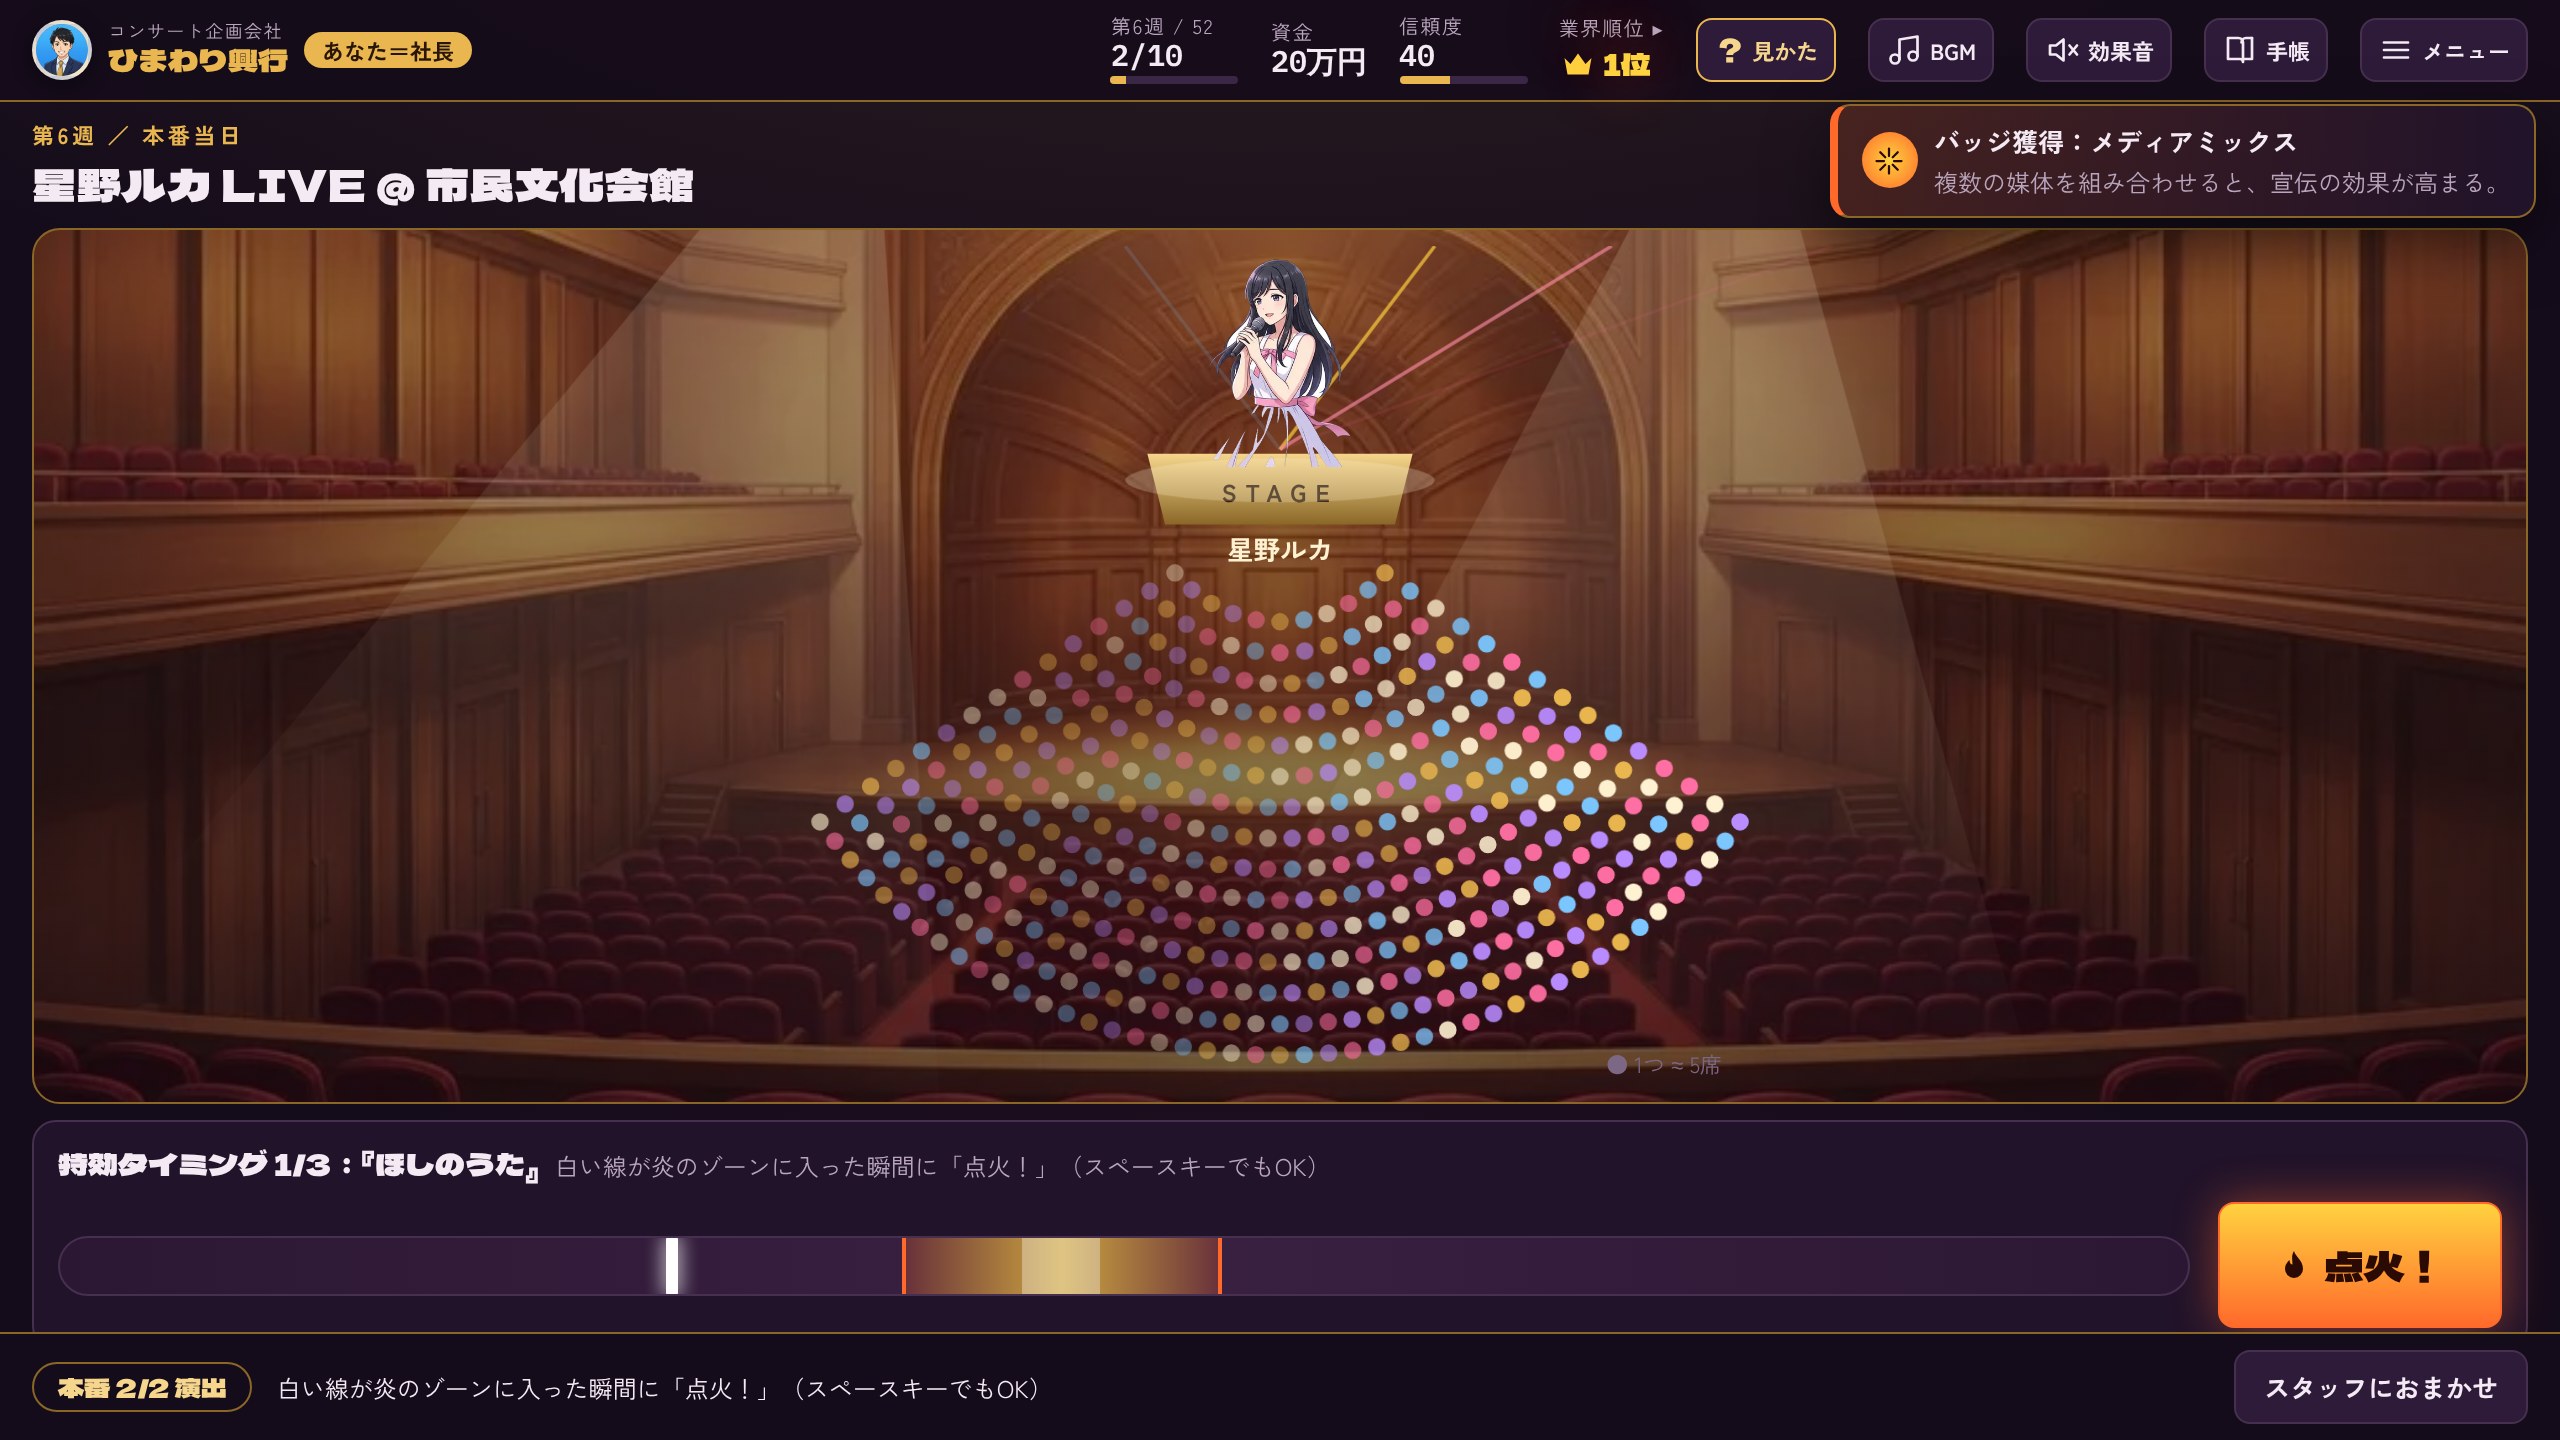 コンサート企画会社
ひまわり興行
あなた＝社長
第6週 / 52
2/10
資金
20万円
信頼度
40
業界順位 ▸
1位
? 見かた
BGM
効果音
手帳
メニュー
第6週 ／ 本番当日
星野ルカ LIVE @ 市民文化会館
バッジ獲得：メディアミックス
複数の媒体を組み合わせると、宣伝の効果が高まる。
STAGE
星野ルカ
1つ ≈ 5席
特効タイミング 1/3：『ほしのうた』 白い線が炎のゾーンに入った瞬間に「点火！」（スペースキーでもOK）
点火！
本番 2/2 演出
白い線が炎のゾーンに入った瞬間に「点火！」（スペースキーでもOK）
スタッフにおまかせ